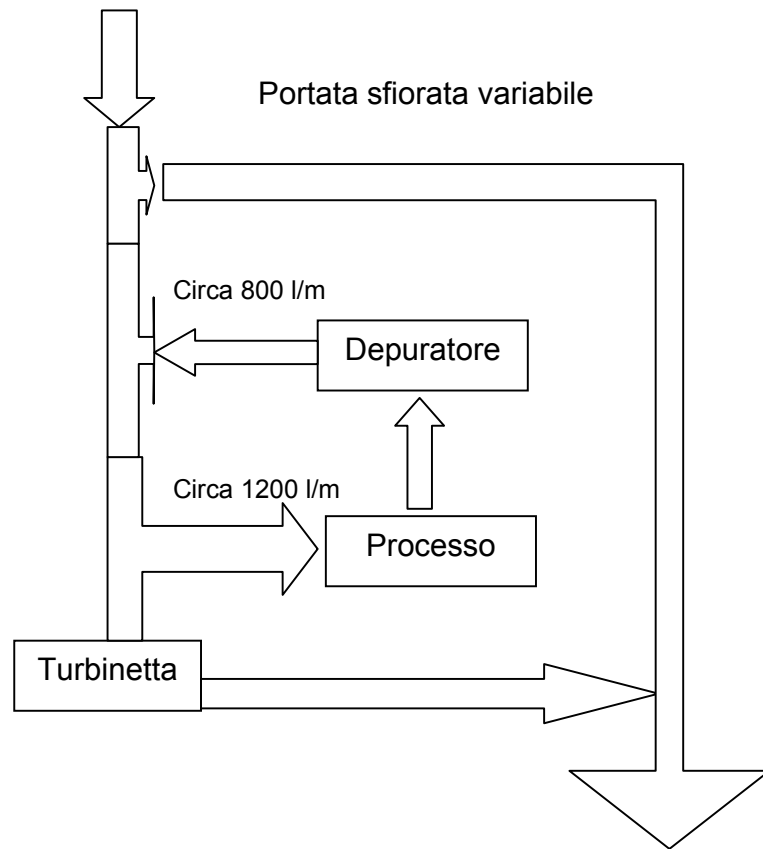 Portata sfiorata variabile
Circa 800 l/m
Depuratore
Circa 1200 l/m
Processo
Turbinetta